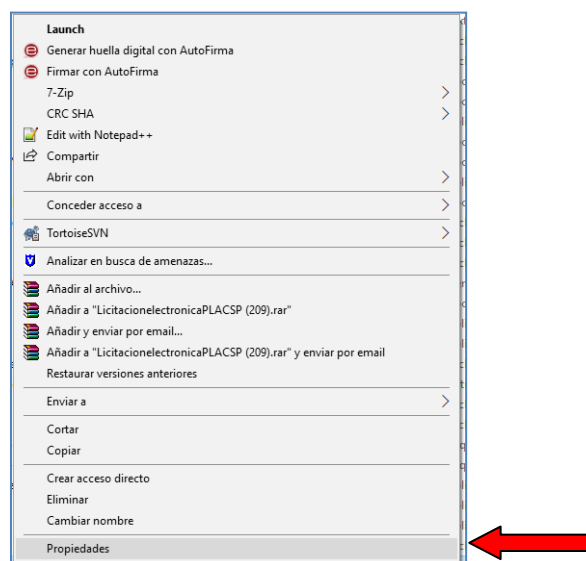 Launch
Generar huella digital con AutoFirma
Firmar con AutoFirma
7-Zip
CRC SHA
Edit with Notepad++
Compartir
Abrir con
Conceder acceso a
TortoiseSVN
Analizar en busca de amenazas...
Añadir al archivo...
Añadir a "LicitacionelectronicaPLACSP (209).rar"
Añadir y enviar por email...
Añadir a "LicitacionelectronicaPLACSP (209).rar" y enviar por email
Restaurar versiones anteriores
Enviar a
Cortar
Copiar
Crear acceso directo
Eliminar
Cambiar nombre
Propiedades